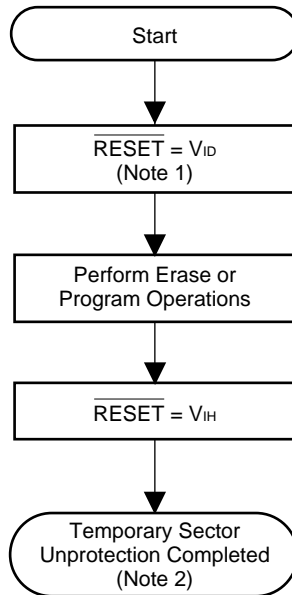 Start
RESET = VID
(Note 1)
Perform Erase or
Program Operations
RESET = VIH
Temporary Sector
Unprotection Completed
(Note 2)